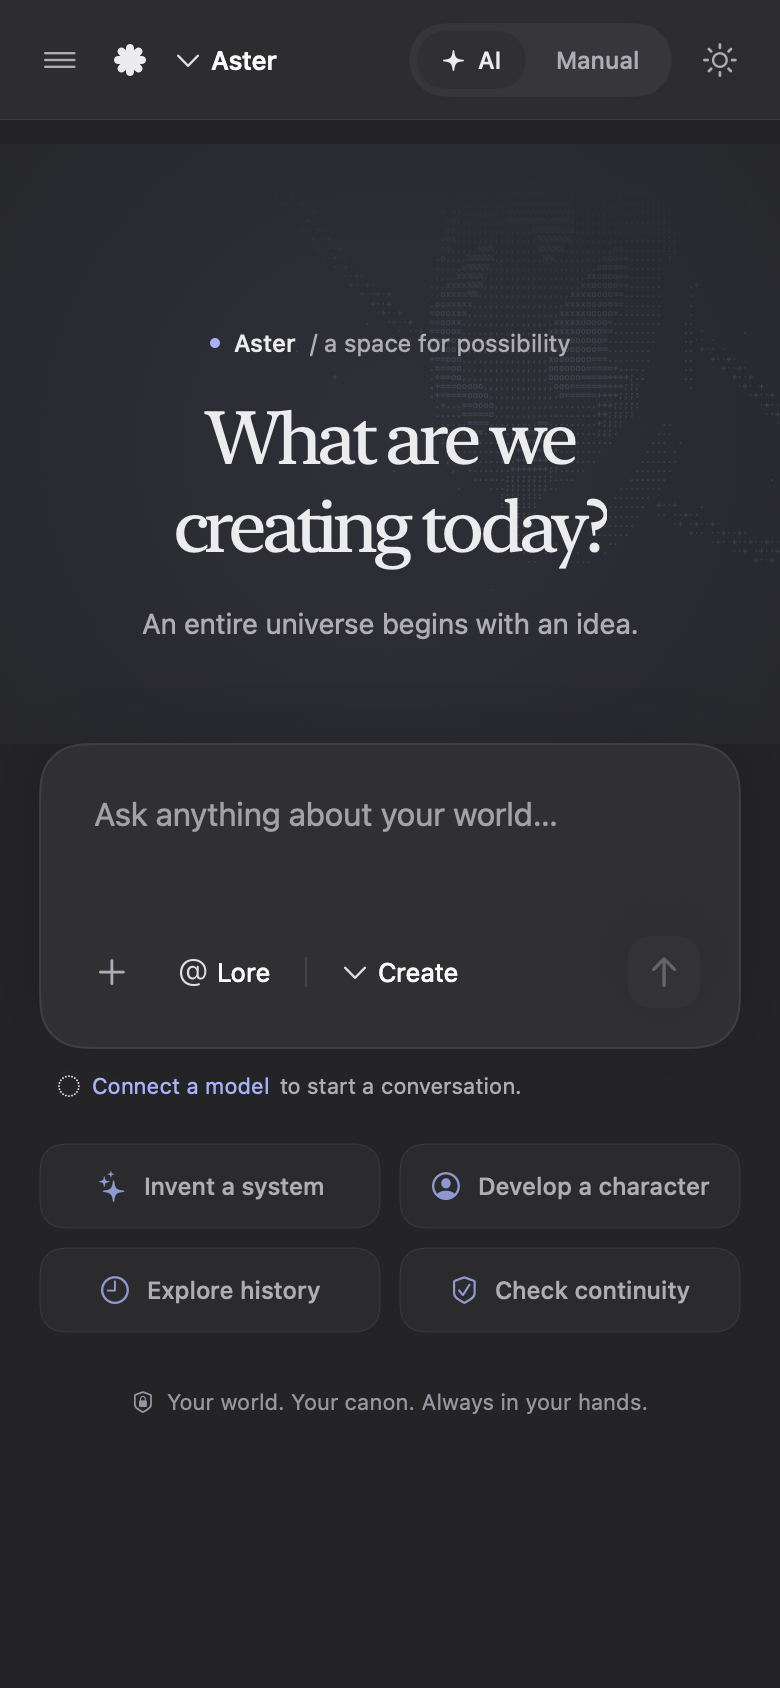 Aster
AI
Manual
Aster / a space for possibility
What are we
creating today?
An entire universe begins with an idea.
Ask anything about your world...
@ Lore
Create
Connect a model to start a conversation.
Invent a system
Develop a character
Explore history
Check continuity
Your world. Your canon. Always in your hands.